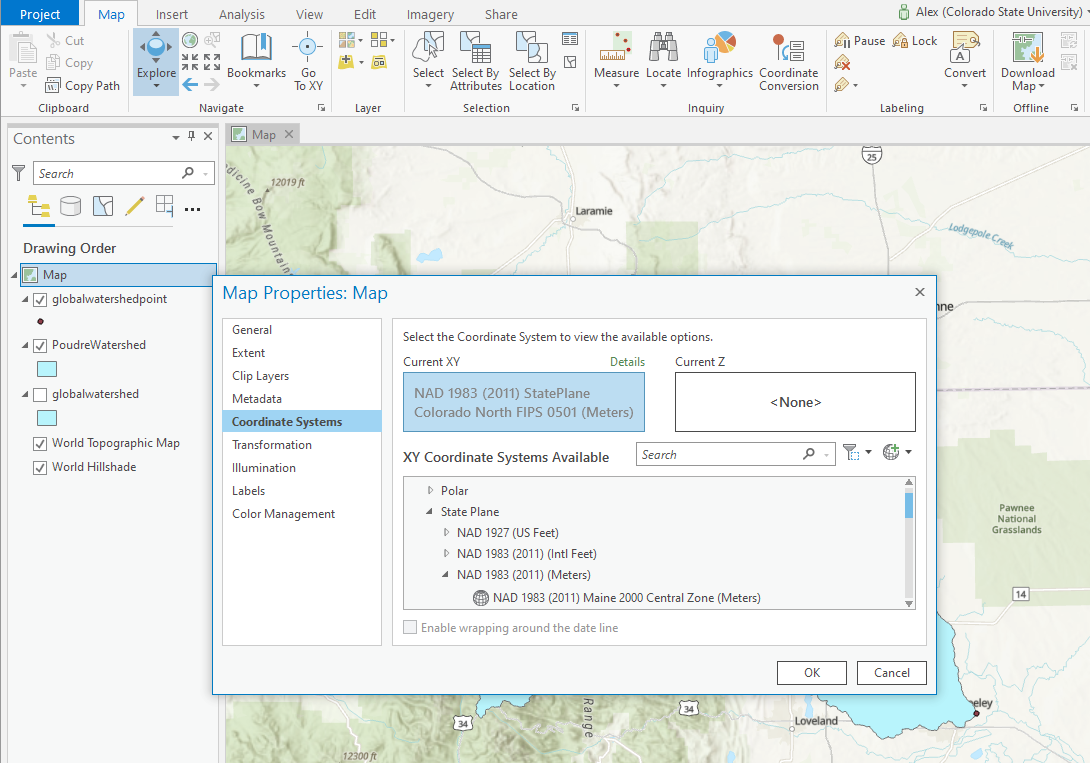 Project
Map
Insert
Analysis
View
Edit
Imagery
Share
Alex (Colorado State University)
Paste
Cut
Copy
Copy Path
Clipboard
Explore
Bookmarks
Go
To XY
Navigate
Layer
Select
Select By
Attributes
Select By
Location
Selection
Measure
Locate
Infographics
Coordinate
Conversion
Inquiry
Pause
Lock
Convert
Labeling
Download
Map
Offline
Contents
Search
Drawing Order
Map
globalwatershedpoint
PoudreWatershed
globalwatershed
World Topographic Map
World Hillshade
Map
12019 ft
Laramie
25
Lodgepole Creek
Map Properties: Map
General
Extent
Clip Layers
Metadata
Coordinate Systems
Transformation
Illumination
Labels
Color Management
Select the Coordinate System to view the available options.
Current XY
Details
Current Z
NAD 1983 (2011) StatePlane
Colorado North FIPS 0501 (Meters)
<None>
XY Coordinate Systems Available
Search
Polar
State Plane
NAD 1927 (US Feet)
NAD 1983 (2011) (Intl Feet)
NAD 1983 (2011) (Meters)
NAD 1983 (2011) Maine 2000 Central Zone (Meters)
Enable wrapping around the date line
OK
Cancel
Pawnee
National
Grasslands
14
eeley
Loveland
34
34
Range
12300 ft